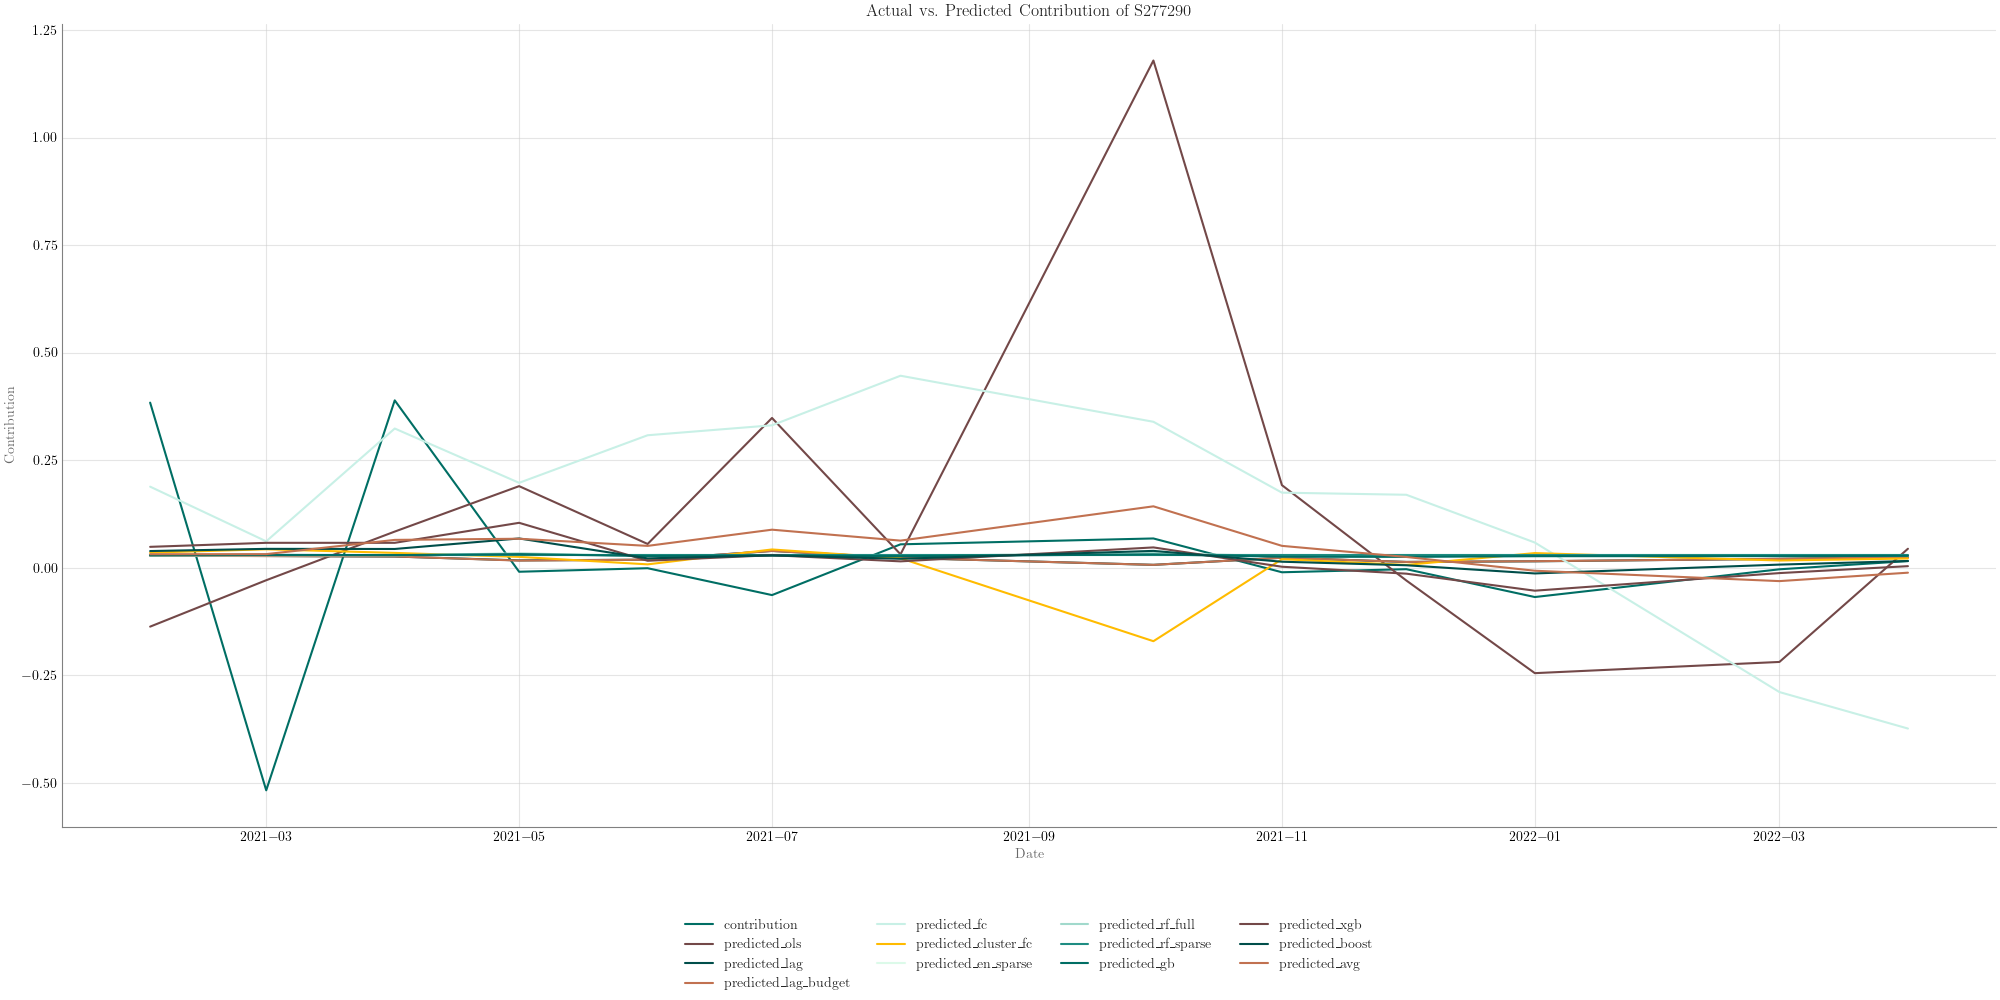 Actual vs. Predicted Contribution of S277290
1.25
1.00
0.75
0.50
0.25
0.00
−0.25
−0.50
Contribution
2021−03 2021−05 2021−07 2021−09 2021−11 2022−01 2022−03
Date
contribution predicted_fc predicted_rf_full predicted_xgb
predicted_ols predicted_cluster_fc predicted_rf_sparse predicted_boost
predicted_lag predicted_en_sparse predicted_gb predicted_avg
predicted_lag_budget